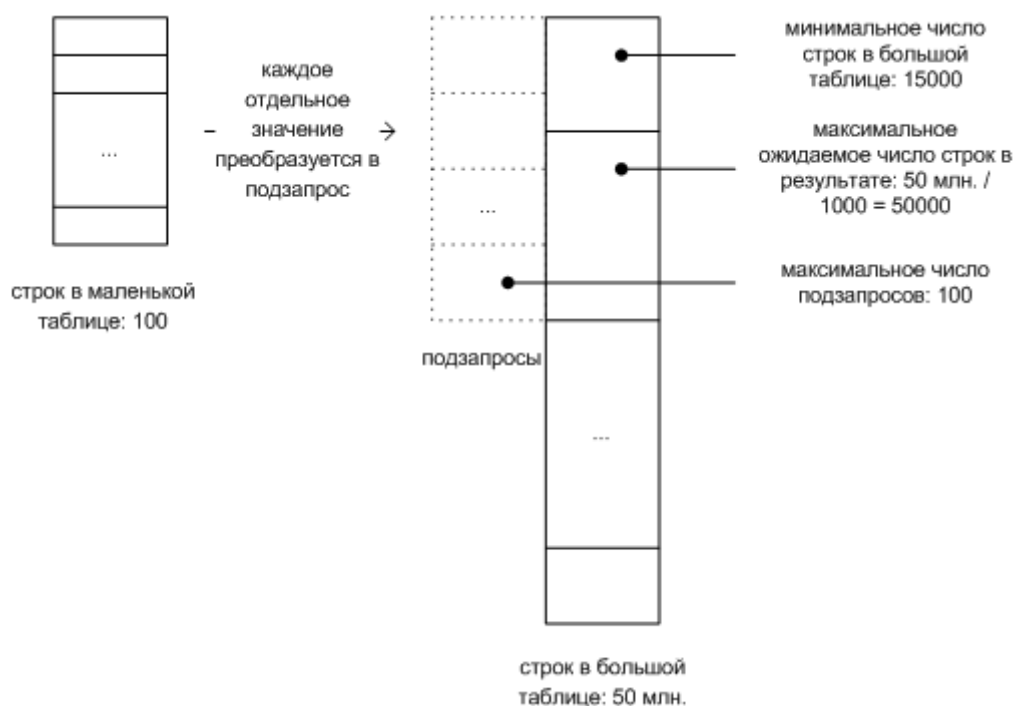 каждое
отдельное
значение
преобразуется в
подзапрос
...
строк в маленькой
таблице: 100
...
подзапросы
минимальное число
строк в большой
таблице: 15000
максимальное
ожидаемое число строк в
результате: 50 млн. /
1000 = 50000
максимальное число
подзапросов: 100
...
строк в большой
таблице: 50 млн.